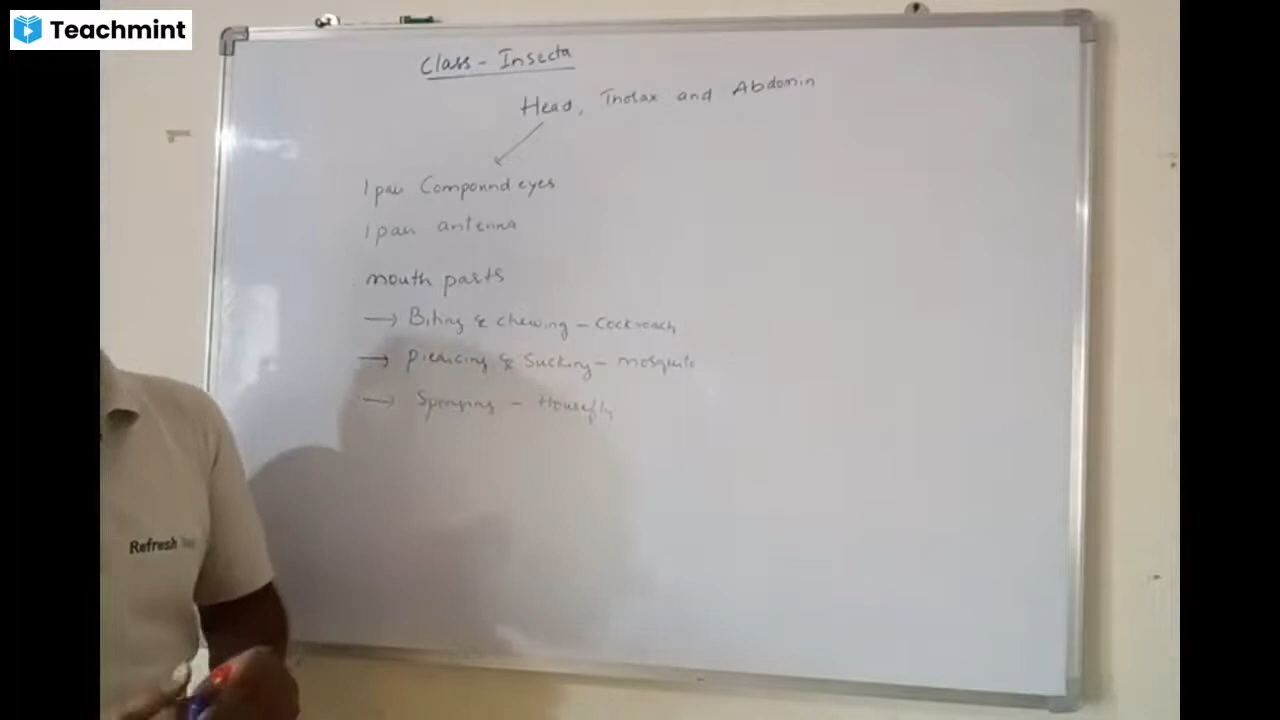 Teachmint
Class - Insecta
Head, Thorax and Abdomin
1 pair Compound eyes
1 pair antenna
mouth parts
→ Biting & chewing - Cockroach
→ Piericing & Sucking - mosquito
→ Sponging - Housefly
Refresh